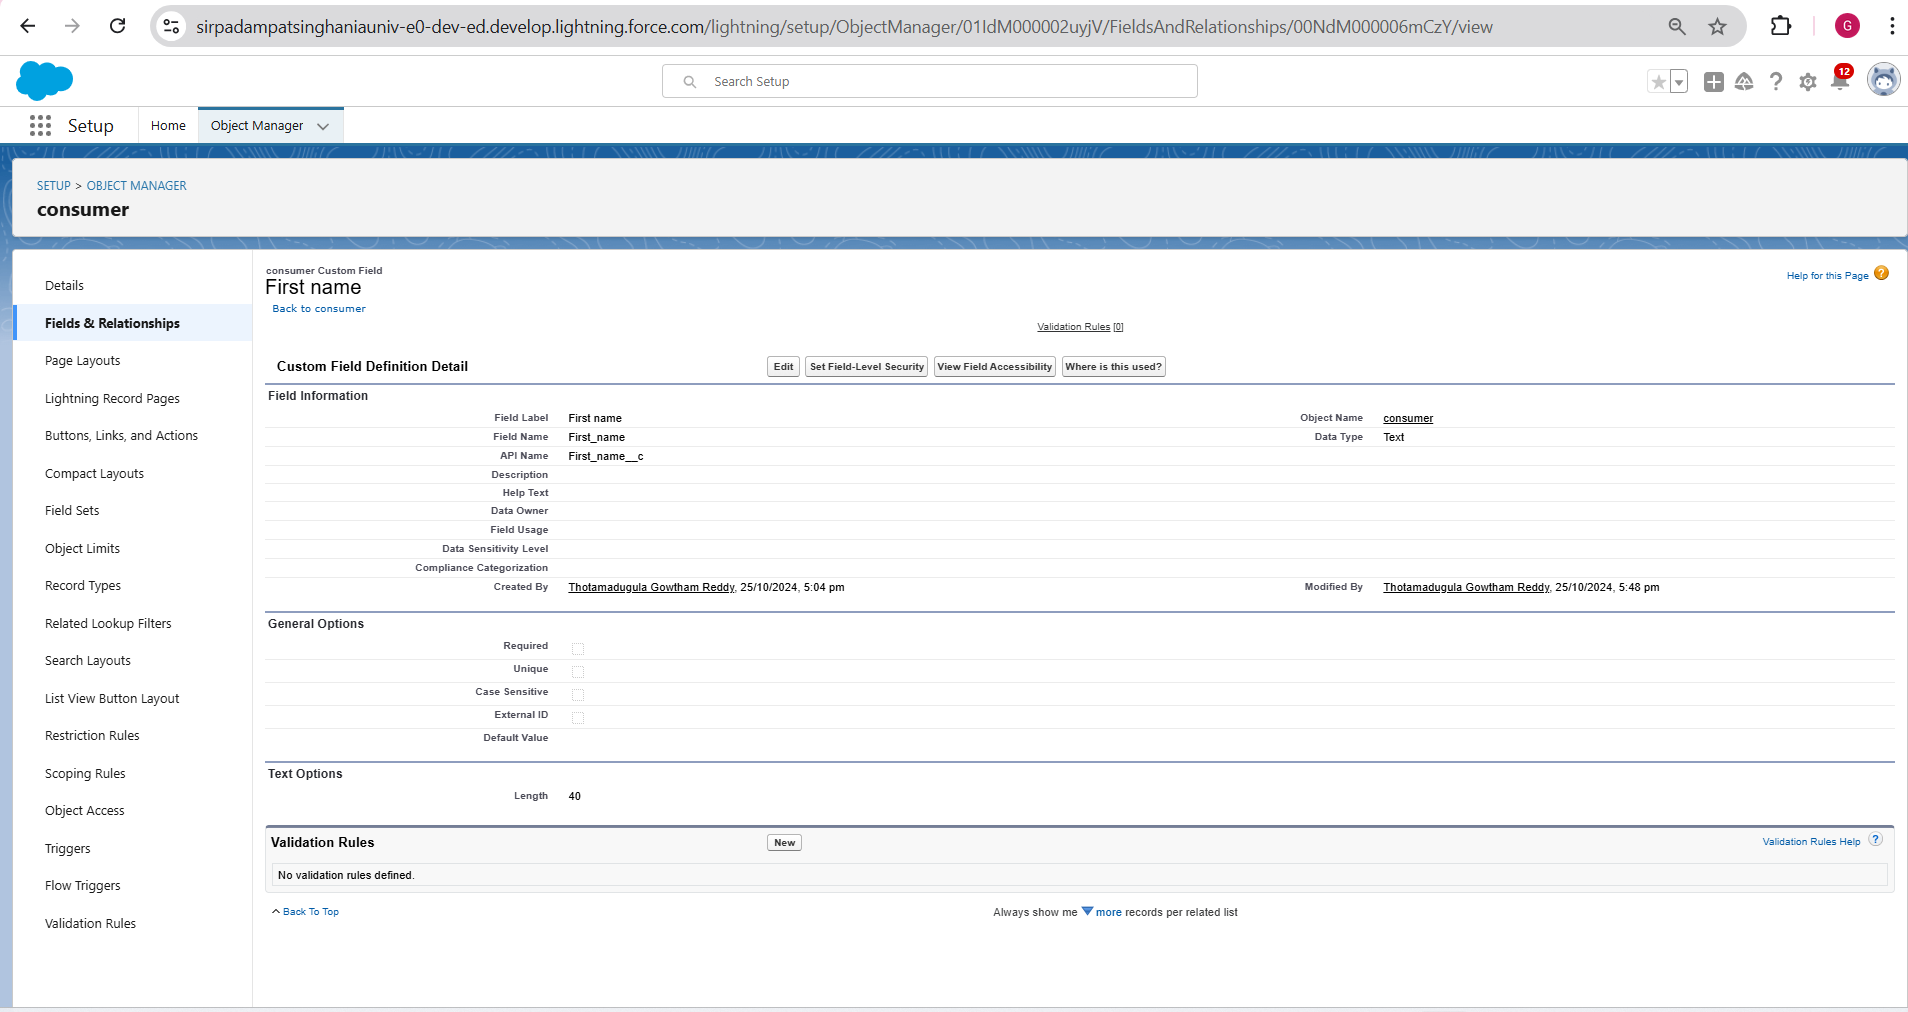 sirpadampatsinghaniauniv-e0-dev-ed.develop.lightning.force.com/lightning/setup/ObjectManager/01IdM000002uyjV/FieldsAndRelationships/00NdM000006mCzY/view
G
Search Setup
12
Setup
Home
Object Manager
SETUP > OBJECT MANAGER
consumer
Details
Fields & Relationships
Page Layouts
Lightning Record Pages
Buttons, Links, and Actions
Compact Layouts
Field Sets
Object Limits
Record Types
Related Lookup Filters
Search Layouts
List View Button Layout
Restriction Rules
Scoping Rules
Object Access
Triggers
Flow Triggers
Validation Rules
consumer Custom Field
First name
Back to consumer
Help for this Page ?
Validation Rules [0]
Custom Field Definition Detail
Edit
Set Field-Level Security
View Field Accessibility
Where is this used?
Field Information
Field Label First name Object Name consumer
Field Name First_name Data Type Text
API Name First_name__c
Description
Help Text
Data Owner
Field Usage
Data Sensitivity Level
Compliance Categorization
Created By Thotamadugula Gowtham Reddy, 25/10/2024, 5:04 pm Modified By Thotamadugula Gowtham Reddy, 25/10/2024, 5:48 pm
General Options
Required
Unique
Case Sensitive
External ID
Default Value
Text Options
Length 40
Validation Rules New Validation Rules Help ?
No validation rules defined.
Back To Top
Always show me more records per related list